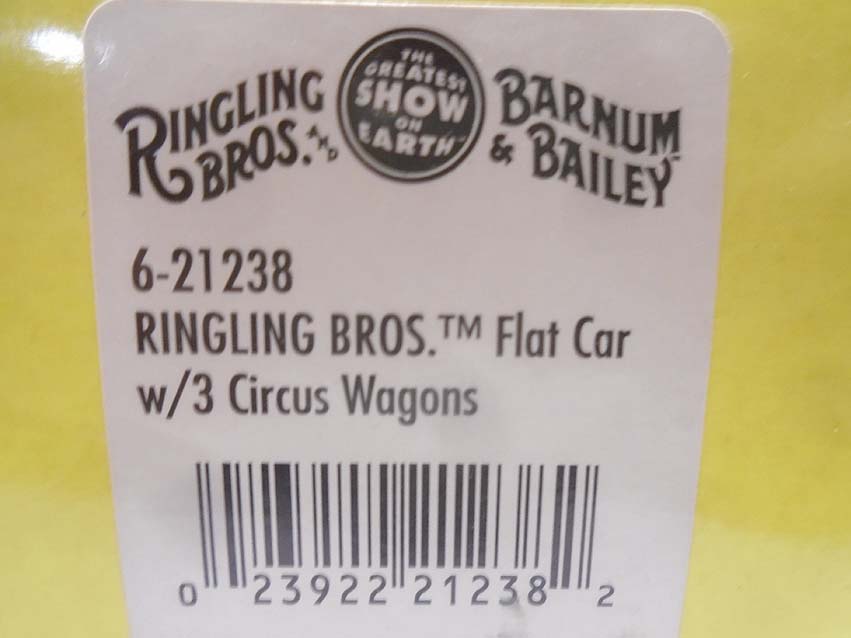 RINGLING
BROS. AND
THE
GREATEST
SHOW
ON
EARTH
BARNUM
& BAILEY
6-21238
RINGLING BROS.™ Flat Car
w/3 Circus Wagons
0 23922 21238 2